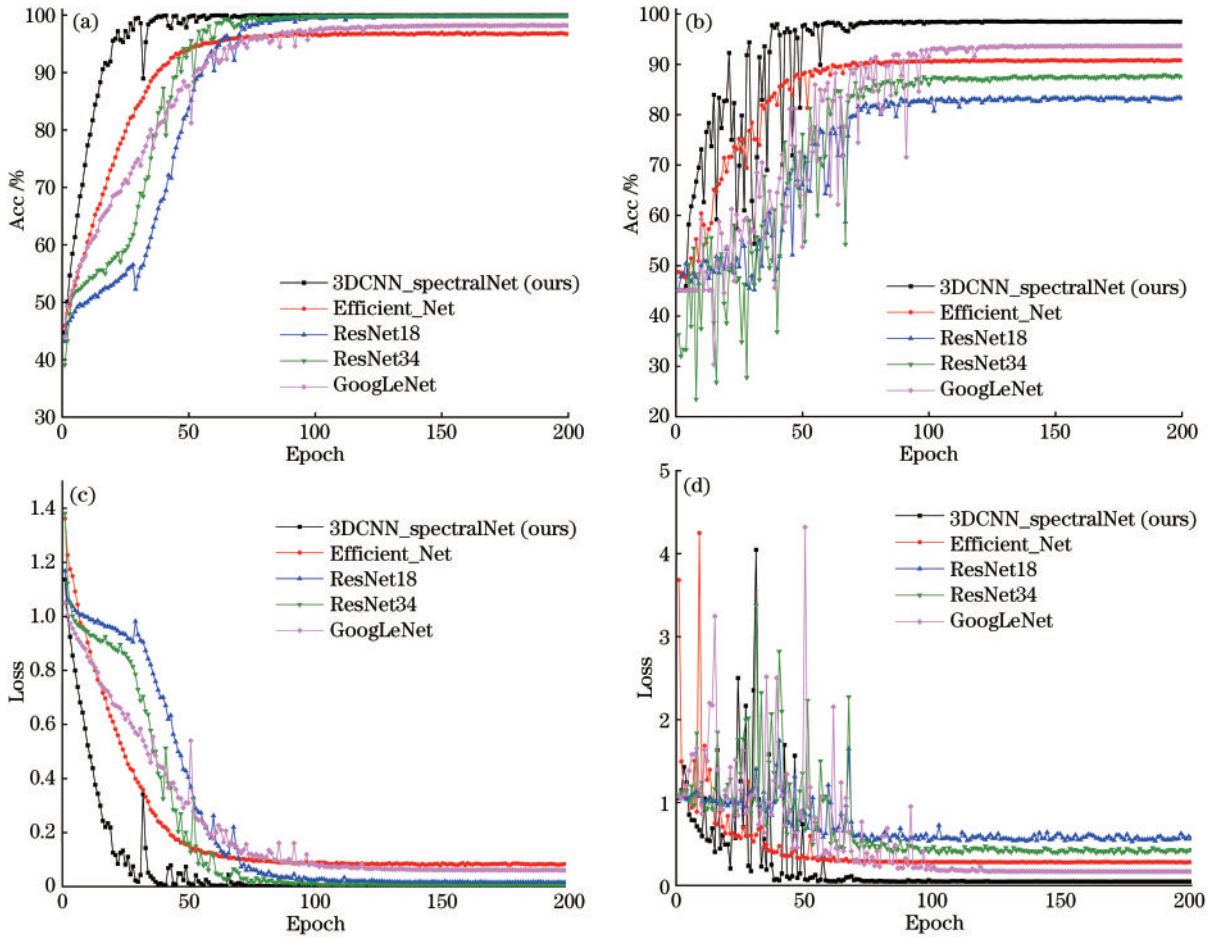 (a)
100
90
80
70
60
50
40
30
Acc /%
0
50
100
150
200
Epoch
3DCNN_spectralNet (ours)
Efficient_Net
ResNet18
ResNet34
GoogLeNet
(b)
100
90
80
70
60
50
40
30
20
Acc /%
0
50
100
150
200
Epoch
3DCNN_spectralNet (ours)
Efficient_Net
ResNet18
ResNet34
GoogLeNet
(c)
1.4
1.2
1.0
0.8
0.6
0.4
0.2
0
Loss
0
50
100
150
200
Epoch
3DCNN_spectralNet (ours)
Efficient_Net
ResNet18
ResNet34
GoogLeNet
(d)
5
4
3
2
1
0
Loss
0
50
100
150
200
Epoch
3DCNN_spectralNet (ours)
Efficient_Net
ResNet18
ResNet34
GoogLeNet